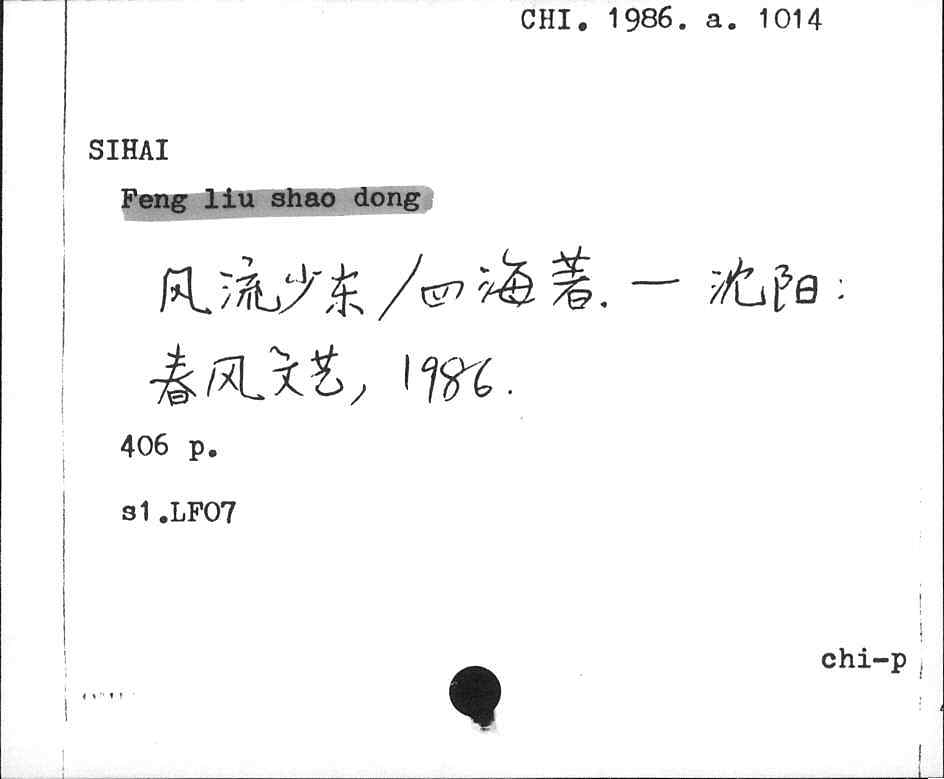 CHI. 1986. a. 1014
SIHAI
Feng liu shao dong
风流少东/四海著. — 沈阳:
春风文艺, 1986.
406 p.
s1.LF07
chi-p